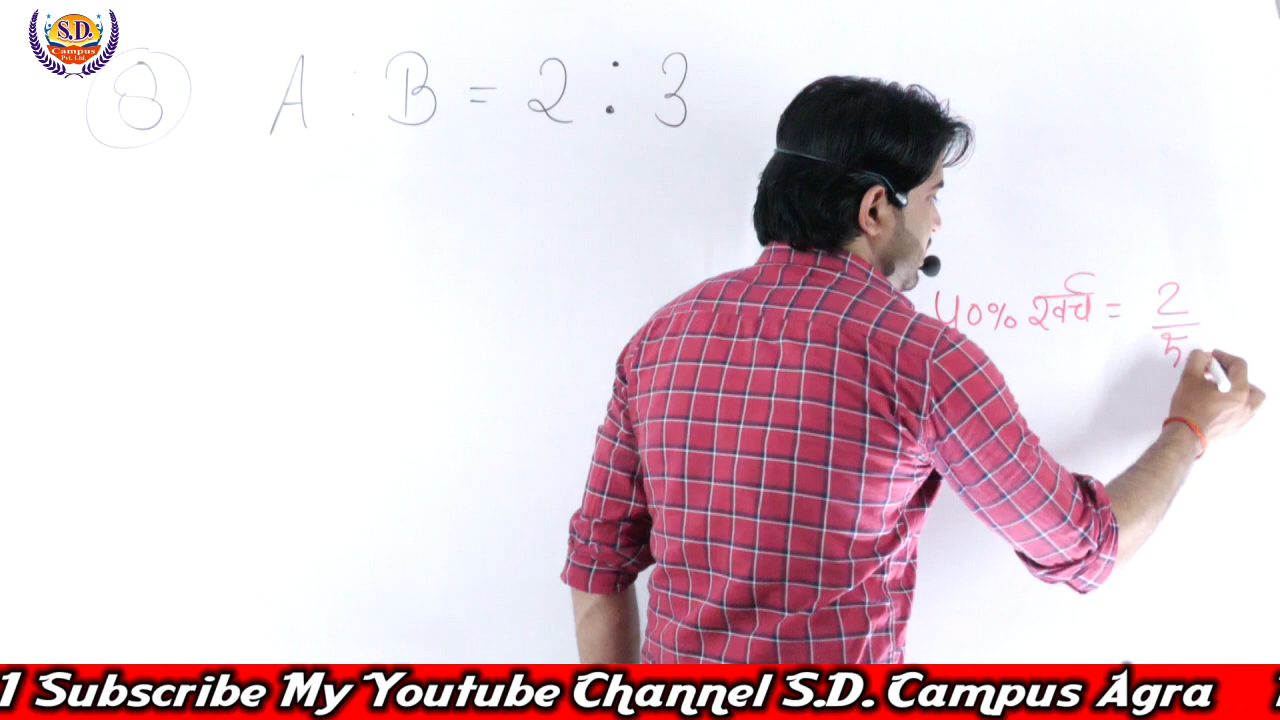 S.D.
Campus
Pvt. Ltd.
8 A : B = 2 : 3
40% खर्च = 2/5
1 Subscribe My Youtube Channel S.D. Campus Agra